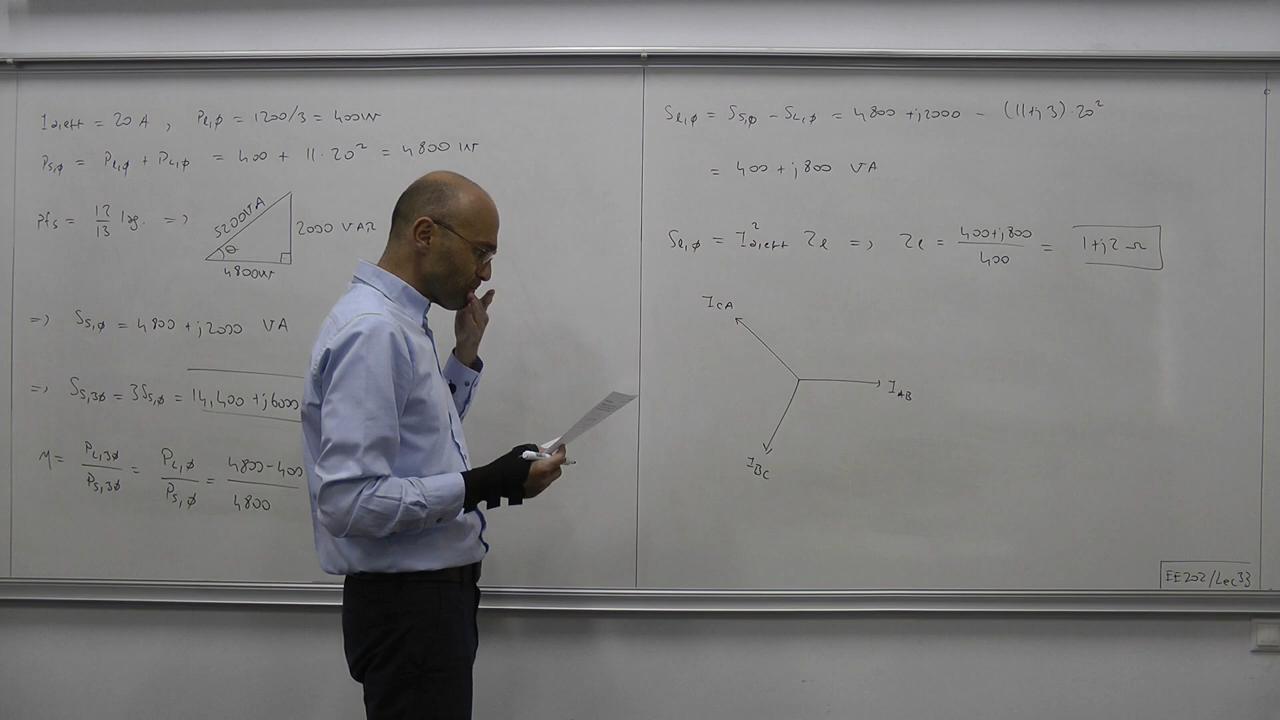 I_{aA,eff} = 20 A , P_{l,ϕ} = 1200/3 = 400W
P_{s,ϕ} = P_{l,ϕ} + P_{L,ϕ} = 400 + 11·20² = 4800 W
pf_s = 12/13 lag. =>
5200VA
2000 VAR
θ
4800W
=> S_{s,ϕ} = 4800 + j2000 VA
=> S_{s,3ϕ} = 3S_{s,ϕ} = 14,400 + j6000
η = P_{L,3ϕ}/P_{s,3ϕ} = P_{L,ϕ}/P_{s,ϕ} = 4800-400/4800
S_{l,ϕ} = S_{s,ϕ} - S_{L,ϕ} = 4800 + j2000 - (11+j3)·20²
= 400 + j800 VA
S_{l,ϕ} = I²_{aA,eff} Z_l => Z_l = 400+j800/400 = 1+j2 Ω
I_{CA}
I_{AB}
I_{BC}
EE202/Lec33